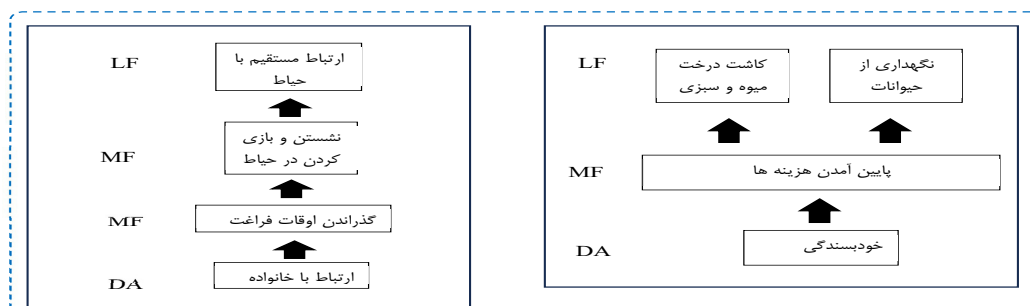 LF
ارتباط مستقیم با
حیاط
MF
نشستن و بازی
کردن در حیاط
MF
گذراندن اوقات فراغت
DA
ارتباط با خانواده
LF
کاشت درخت
میوه و سبزی
نگهداری از
حیوانات
MF
پایین آمدن هزینه ها
DA
خودبسندگی